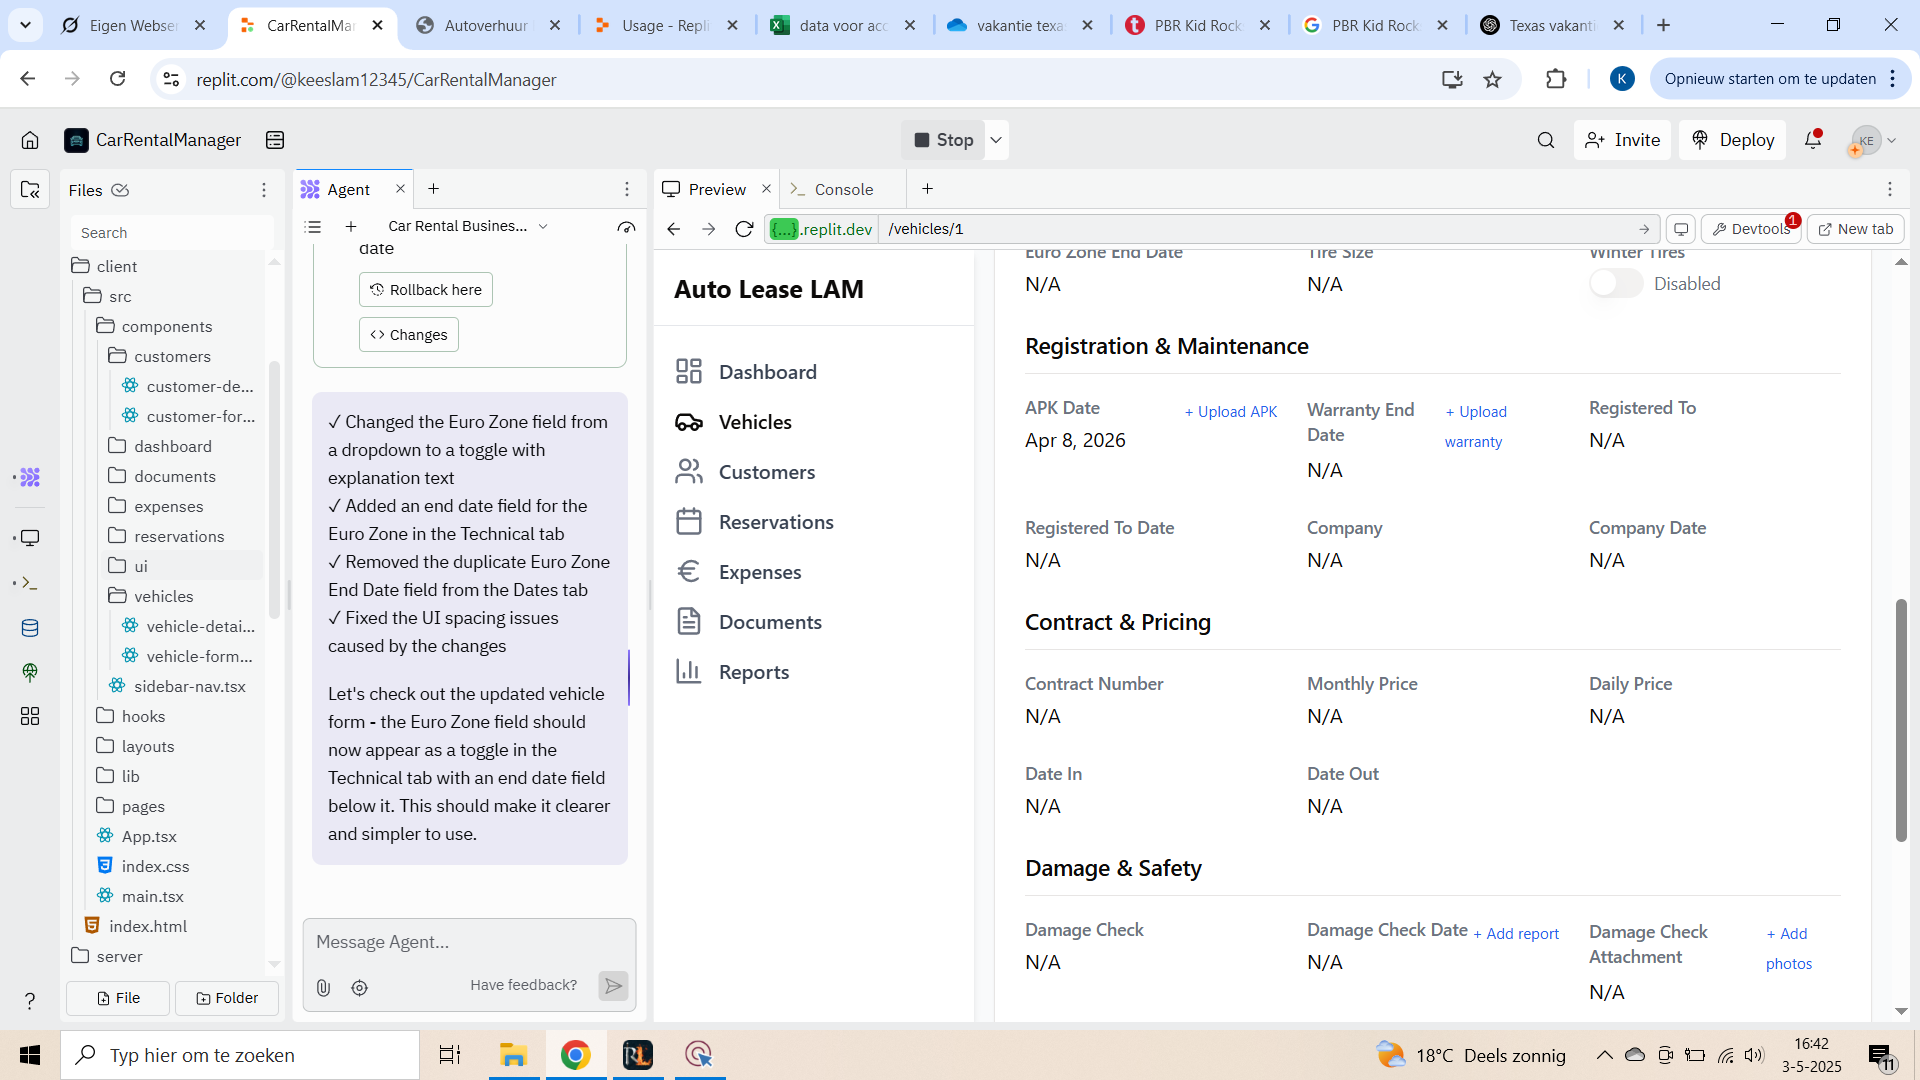 Eigen Webser
CarRentalMar
Autoverhuur
Usage - Repli
data voor acc
vakantie texa
PBR Kid Rock
PBR Kid Rock
Texas vakanti
replit.com/@keeslam12345/CarRentalManager
K
Opnieuw starten om te updaten
CarRentalManager
Stop
Invite
Deploy
KE
Files
Search
client
src
components
customers
customer-de...
customer-for...
dashboard
documents
expenses
reservations
ui
vehicles
vehicle-detai...
vehicle-form...
sidebar-nav.tsx
hooks
layouts
lib
pages
App.tsx
index.css
main.tsx
index.html
server
File
Folder
Agent
Car Rental Busines...
date
Rollback here
<> Changes
✓ Changed the Euro Zone field from
a dropdown to a toggle with
explanation text
✓ Added an end date field for the
Euro Zone in the Technical tab
✓ Removed the duplicate Euro Zone
End Date field from the Dates tab
✓ Fixed the UI spacing issues
caused by the changes
Let's check out the updated vehicle
form - the Euro Zone field should
now appear as a toggle in the
Technical tab with an end date field
below it. This should make it clearer
and simpler to use.
Message Agent...
Have feedback?
Preview
Console
{...}.replit.dev
/vehicles/1
Devtools
1
New tab
Auto Lease LAM
Dashboard
Vehicles
Customers
Reservations
Expenses
Documents
Reports
Euro Zone End Date
Tire Size
Winter Tires
N/A
N/A
Disabled
Registration & Maintenance
APK Date
+ Upload APK
Apr 8, 2026
Warranty End
Date
+ Upload
warranty
N/A
Registered To
N/A
Registered To Date
Company
Company Date
N/A
N/A
N/A
Contract & Pricing
Contract Number
Monthly Price
Daily Price
N/A
N/A
N/A
Date In
Date Out
N/A
N/A
Damage & Safety
Damage Check
N/A
Damage Check Date
+ Add report
N/A
Damage Check
Attachment
+ Add
photos
N/A
Typ hier om te zoeken
18°C Deels zonnig
16:42
3-5-2025
11